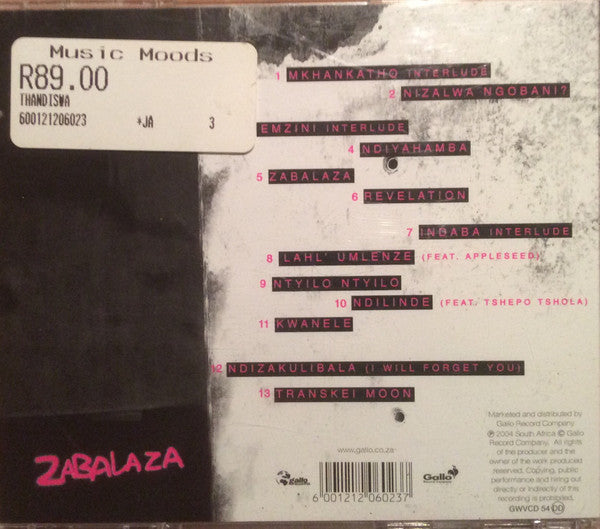 Music Moods
R89.00
THANDISWA
600121206023 *JA 3
1 MKHANKATHO INTERLUDE
2 NIZALWA NGOBANI?
EMZINI INTERLUDE
4 NDIYAHAMBA
5 ZABALAZA
6 REVELATION
7 INDABA INTERLUDE
8 LAHL' UMLENZE (FEAT. APPLESEED)
9 NTYILO NTYILO
10 NDILINDE (FEAT. TSHEPO TSHOLA)
11 KWANELE
12 NDIZAKULIBALA (I WILL FORGET YOU)
13 TRANSKEI MOON
ZABALAZA
www.gallo.co.za
gallo
6 001212 060237
Gallo
Marketed and distributed by
Gallo Record Company.
℗ 2004 South Africa © Gallo
Record Company. All rights
of the producer and the
owner of the work produced
reserved. Copying, public
performance and hiring out
directly or indirectly of this
recording is prohibited.
GWVCD 54 DD